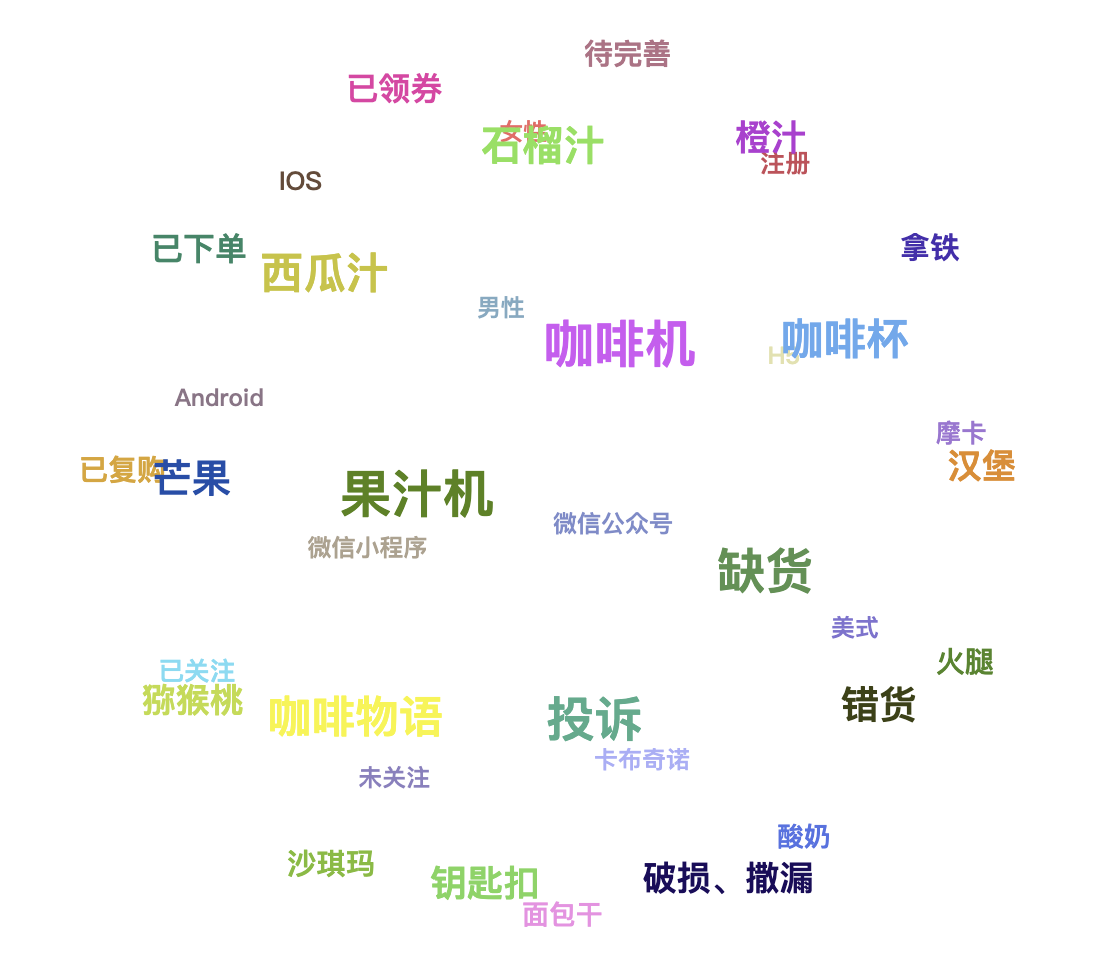 待完善
已领券
女性
石榴汁
橙汁
注册
IOS
已下单
西瓜汁
拿铁
男性
咖啡机
咖啡杯
H5
Android
摩卡
已复购
芒果
汉堡
果汁机
微信公众号
微信小程序
缺货
美式
火腿
已关注
猕猴桃
咖啡物语
投诉
错货
卡布奇诺
未关注
酸奶
沙琪玛
钥匙扣
破损、撒漏
面包干